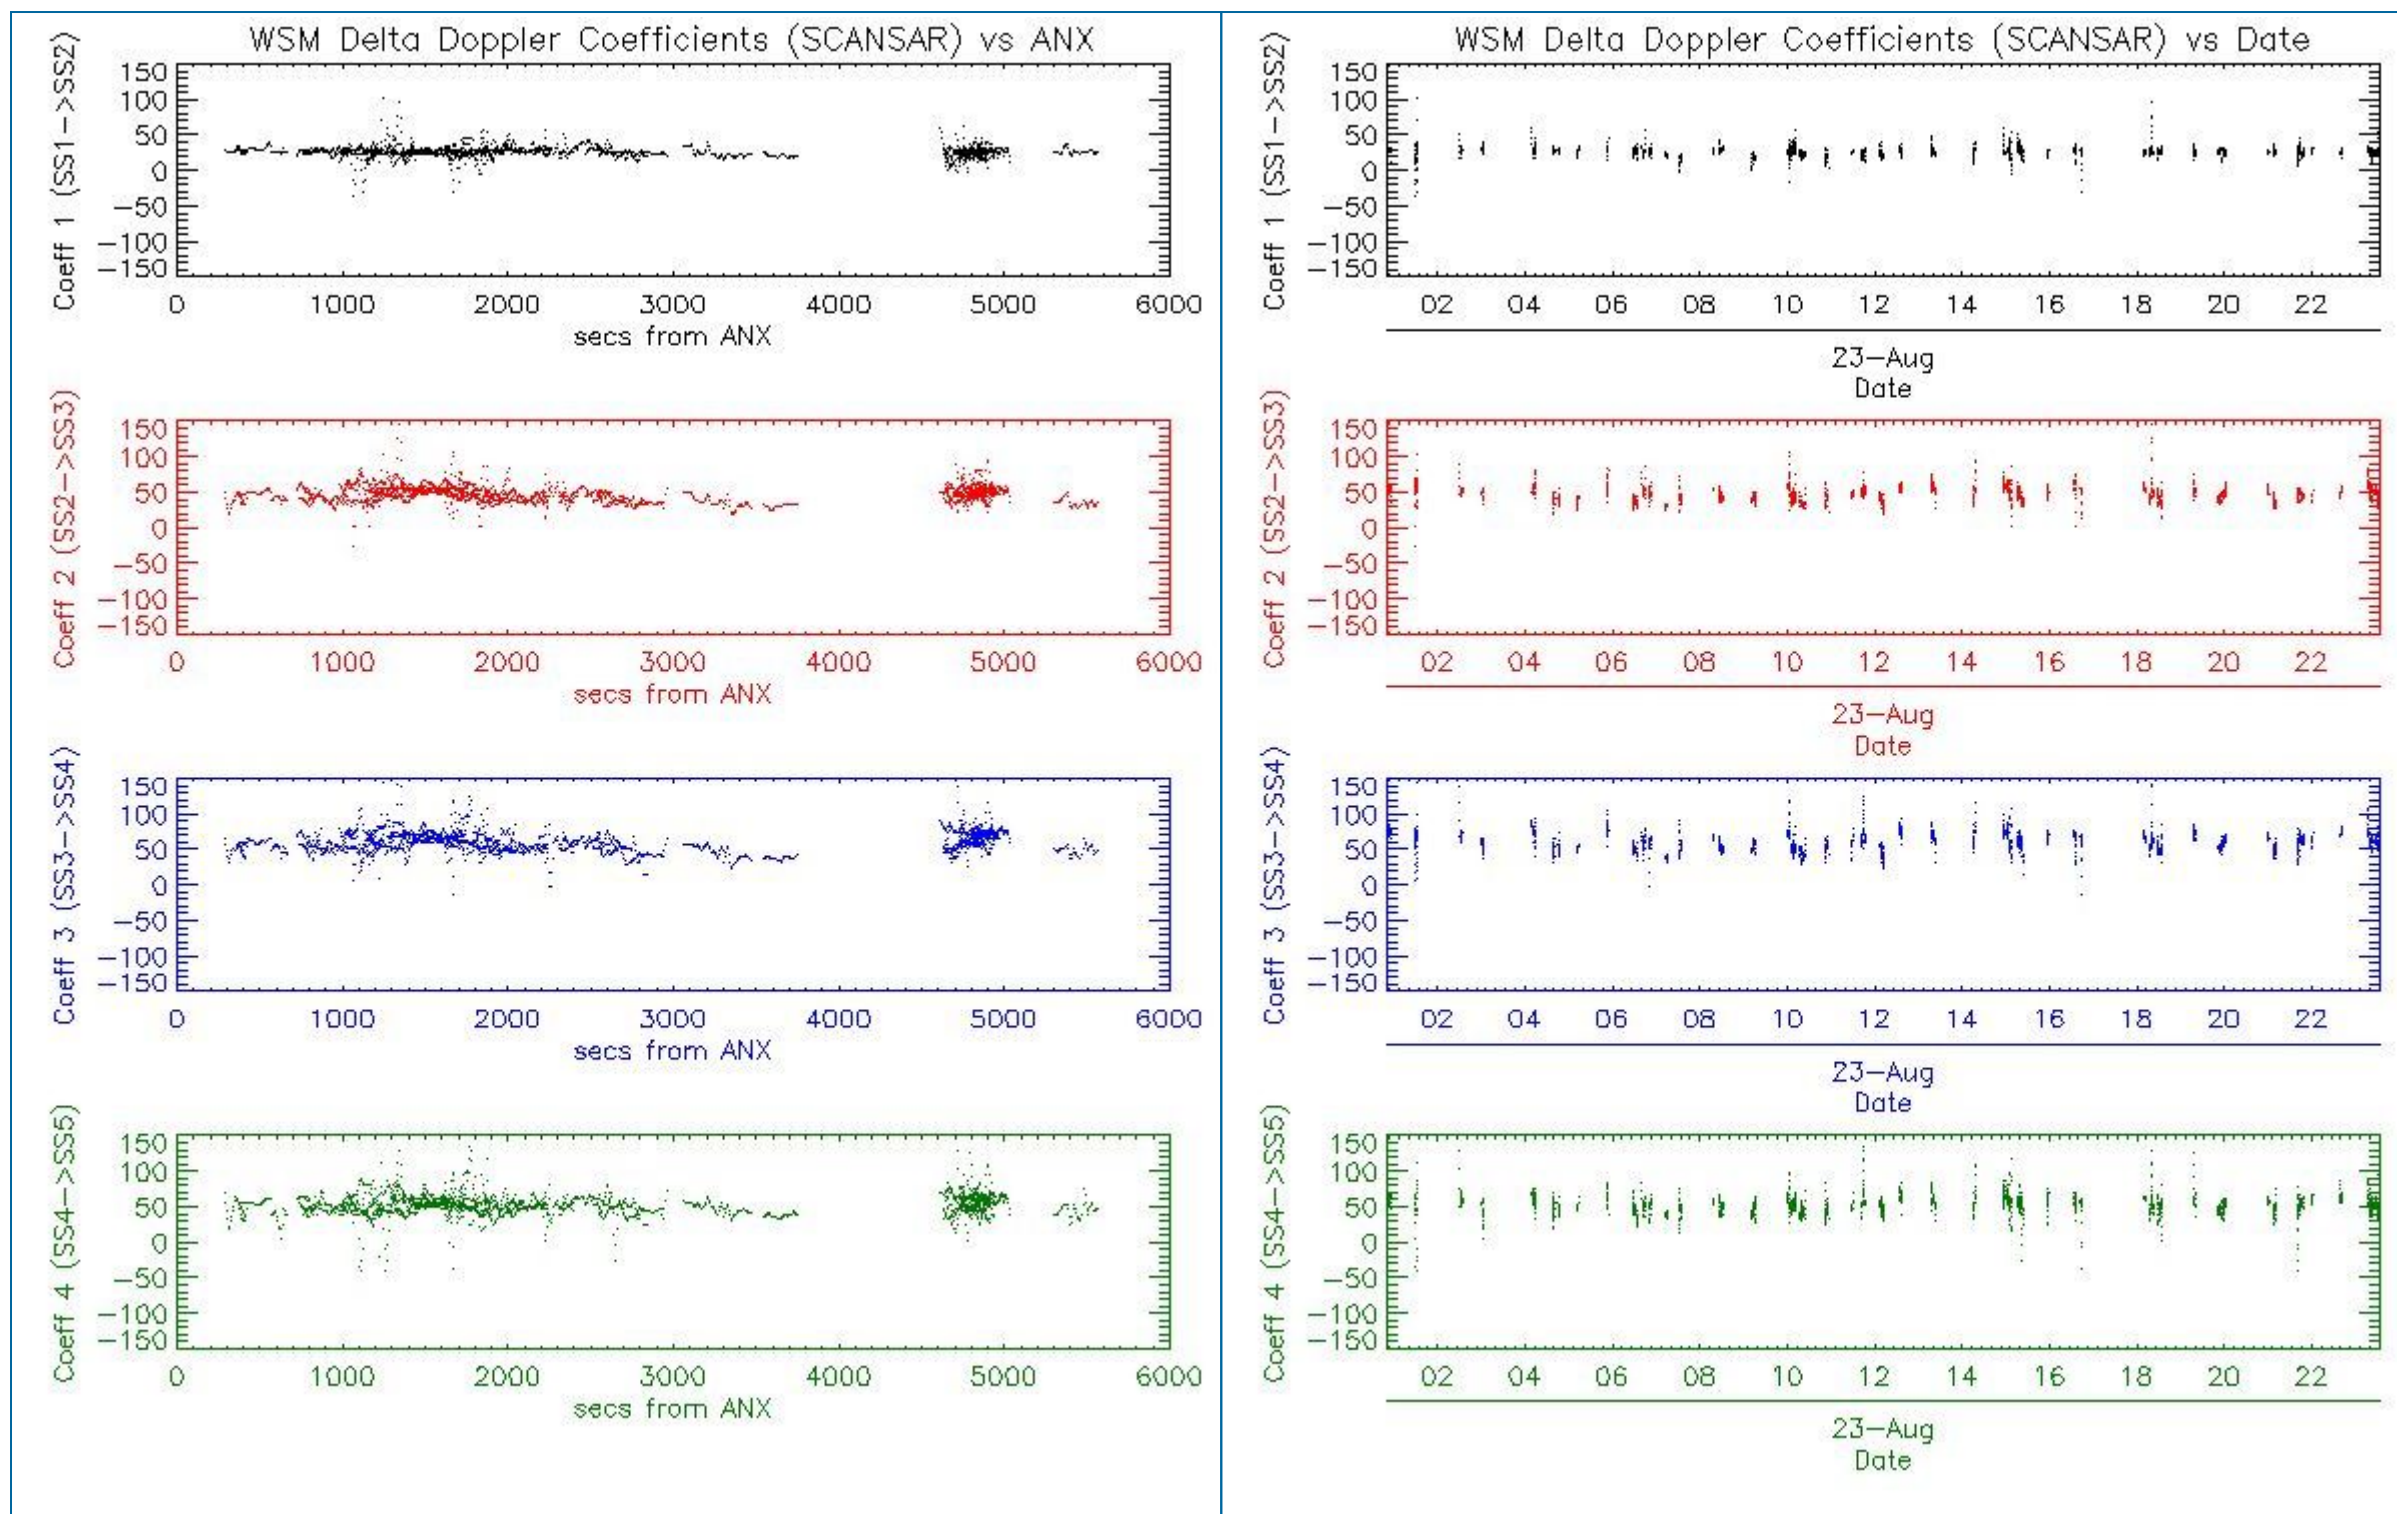 WSM Delta Doppler Coefficients (SCANSAR) vs ANX
Coeff 1 (SS1->SS2)
150
100
50
0
-50
-100
-150
0 1000 2000 3000 4000 5000 6000
secs from ANX
Coeff 2 (SS2->SS3)
150
100
50
0
-50
-100
-150
0 1000 2000 3000 4000 5000 6000
secs from ANX
Coeff 3 (SS3->SS4)
150
100
50
0
-50
-100
-150
0 1000 2000 3000 4000 5000 6000
secs from ANX
Coeff 4 (SS4->SS5)
150
100
50
0
-50
-100
-150
0 1000 2000 3000 4000 5000 6000
secs from ANX
WSM Delta Doppler Coefficients (SCANSAR) vs Date
Coeff 1 (SS1->SS2)
150
100
50
0
-50
-100
-150
02 04 06 08 10 12 14 16 18 20 22
23-Aug
Date
Coeff 2 (SS2->SS3)
150
100
50
0
-50
-100
-150
02 04 06 08 10 12 14 16 18 20 22
23-Aug
Date
Coeff 3 (SS3->SS4)
150
100
50
0
-50
-100
-150
02 04 06 08 10 12 14 16 18 20 22
23-Aug
Date
Coeff 4 (SS4->SS5)
150
100
50
0
-50
-100
-150
02 04 06 08 10 12 14 16 18 20 22
23-Aug
Date